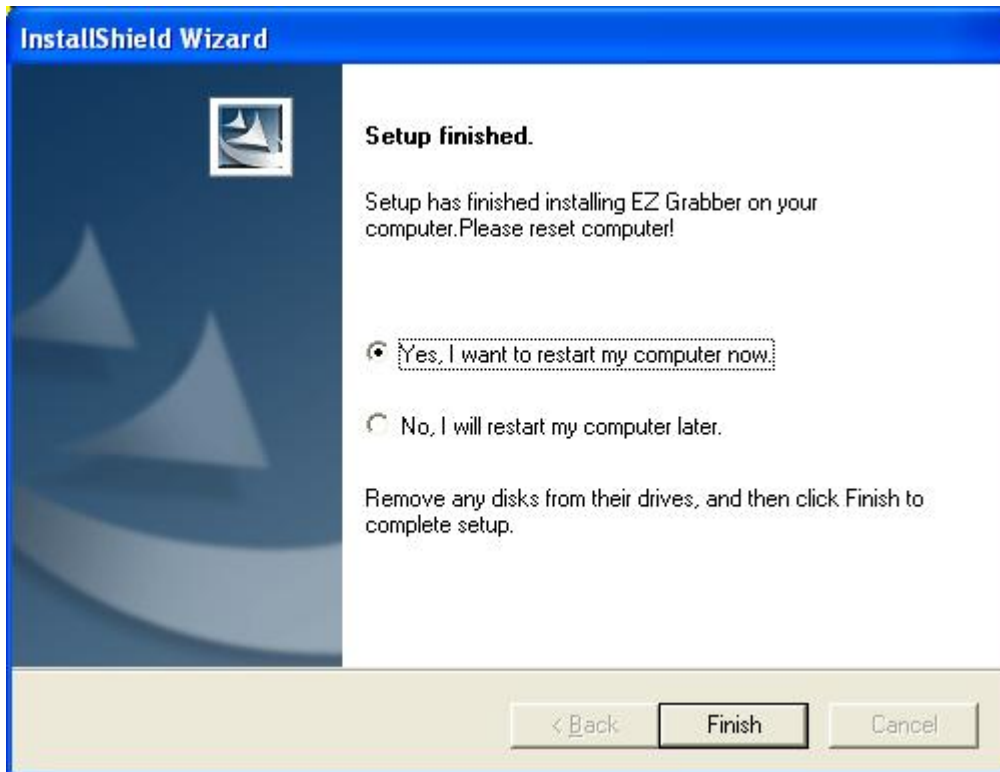 InstallShield Wizard
Setup finished.
Setup has finished installing EZ Grabber on your
computer.Please reset computer!
Yes, I want to restart my computer now.
No, I will restart my computer later.
Remove any disks from their drives, and then click Finish to
complete setup.
< Back Finish Cancel